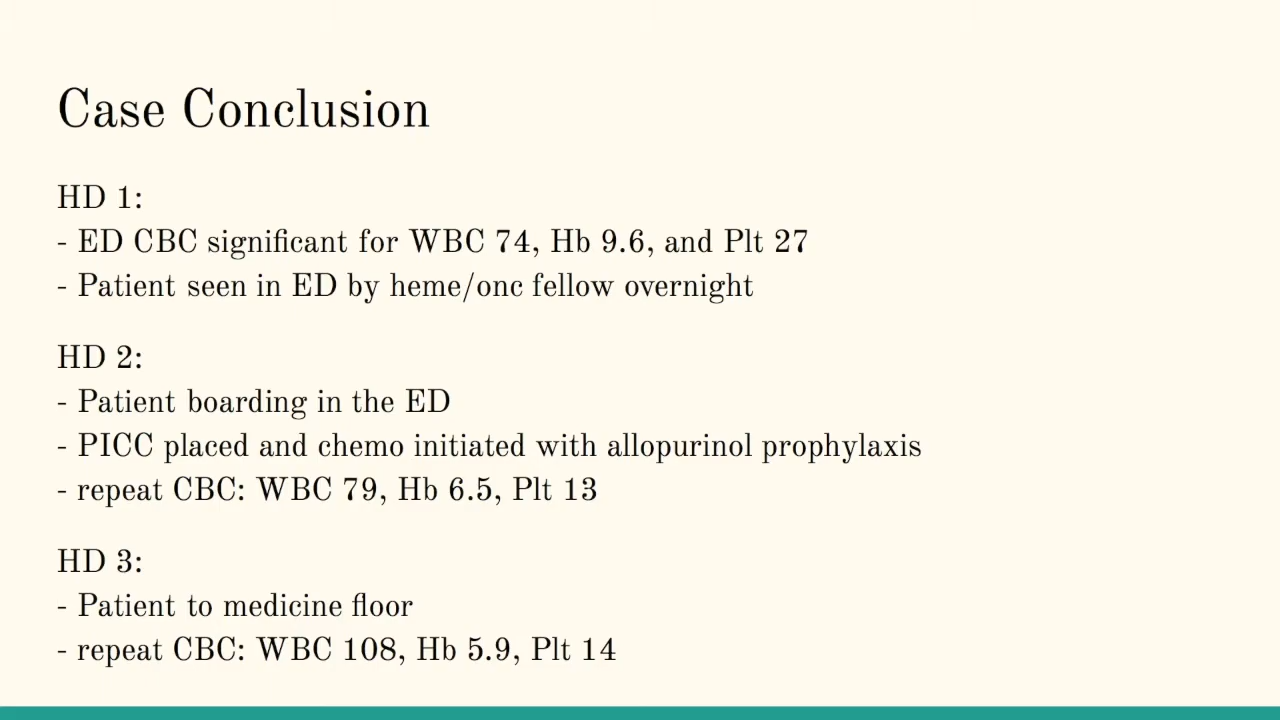 Case Conclusion
HD 1:
- ED CBC significant for WBC 74, Hb 9.6, and Plt 27
- Patient seen in ED by heme/onc fellow overnight
HD 2:
- Patient boarding in the ED
- PICC placed and chemo initiated with allopurinol prophylaxis
- repeat CBC: WBC 79, Hb 6.5, Plt 13
HD 3:
- Patient to medicine floor
- repeat CBC: WBC 108, Hb 5.9, Plt 14